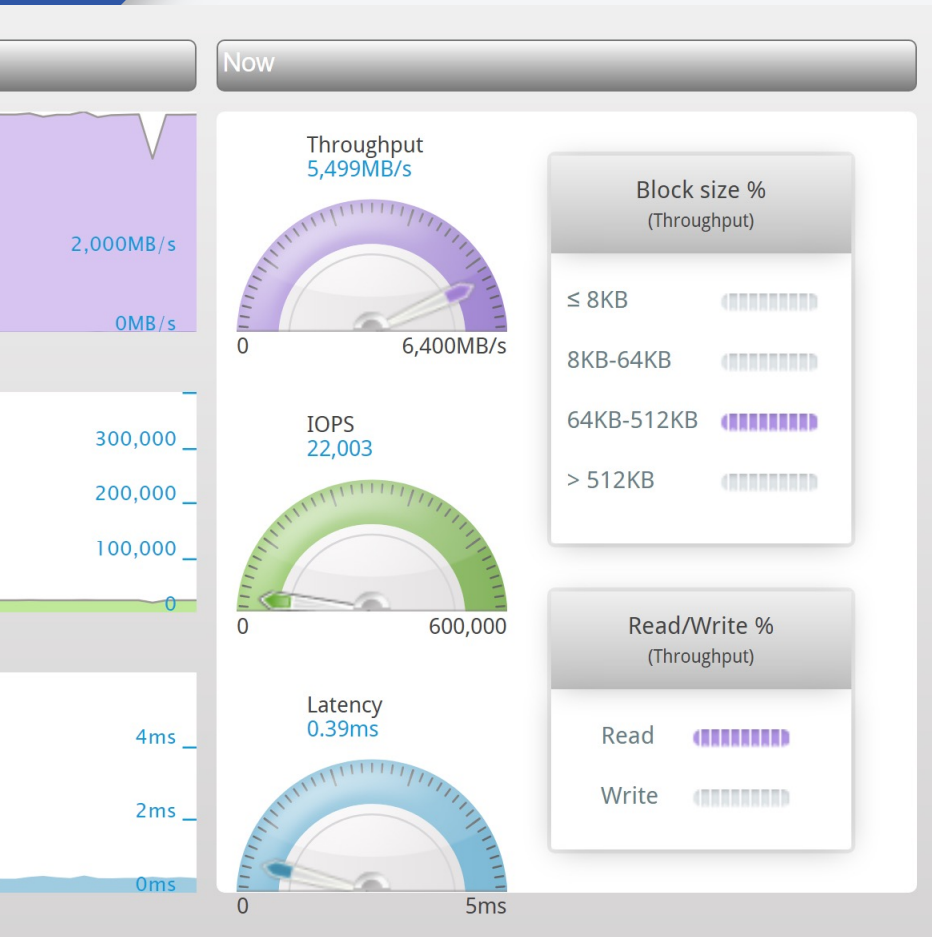 Now
2,000MB/s
0MB/s
300,000
200,000
100,000
0
4ms
2ms
0ms
Throughput
5,499MB/s
0
6,400MB/s
IOPS
22,003
0
600,000
Latency
0.39ms
0
5ms
Block size %
(Throughput)
≤ 8KB
8KB-64KB
64KB-512KB
> 512KB
Read/Write %
(Throughput)
Read
Write